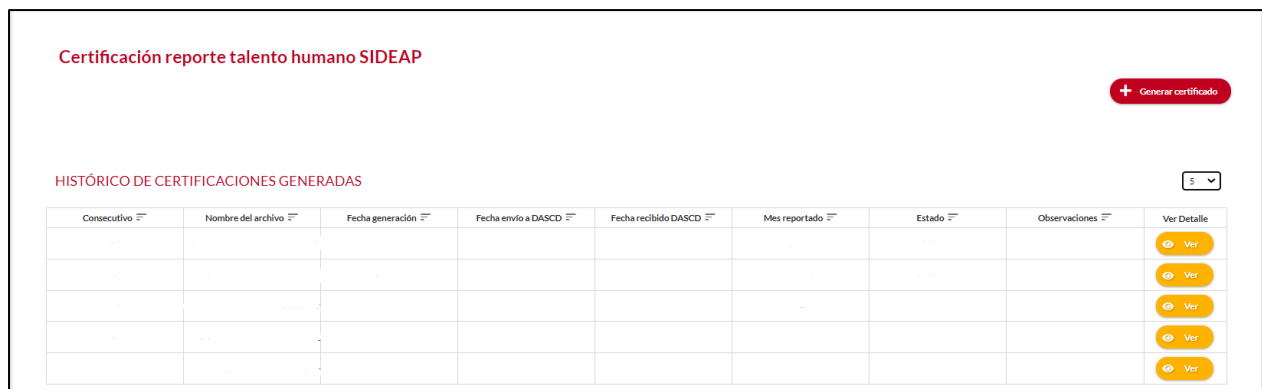 Certificación reporte talento humano SIDEAP
Generar certificado
HISTÓRICO DE CERTIFICACIONES GENERADAS
5
Consecutivo Nombre del archivo Fecha generación Fecha envío a DASCD Fecha recibido DASCD Mes reportado Estado Observaciones Ver Detalle
Ver
Ver
Ver
Ver
Ver